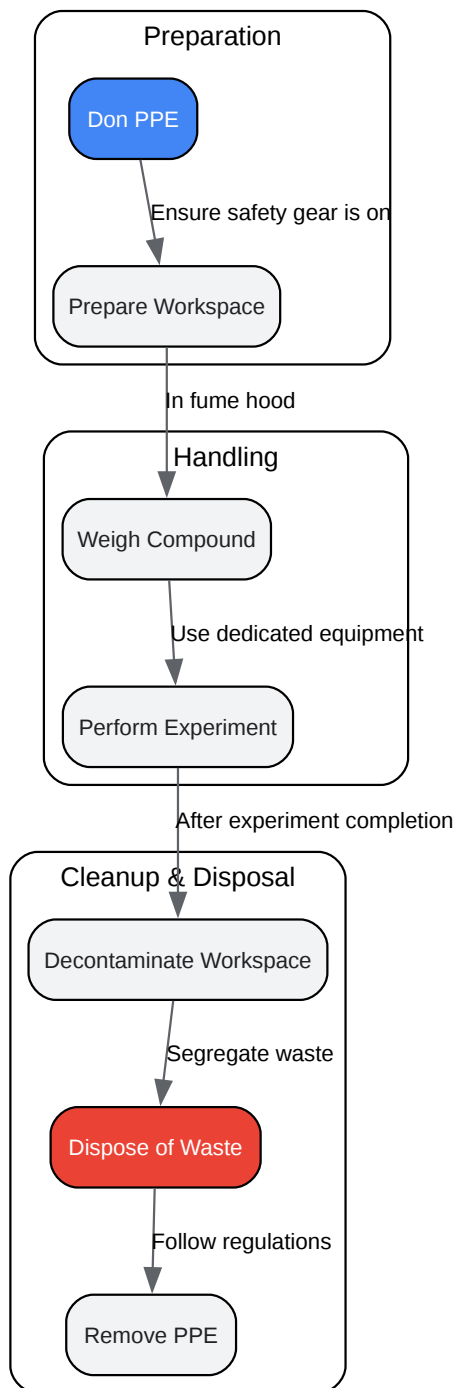 Preparation
Don PPE
Ensure safety gear is on
Prepare Workspace
In fume hood
Handling
Weigh Compound
Use dedicated equipment
Perform Experiment
After experiment completion
Cleanup & Disposal
Decontaminate Workspace
Segregate waste
Dispose of Waste
Follow regulations
Remove PPE